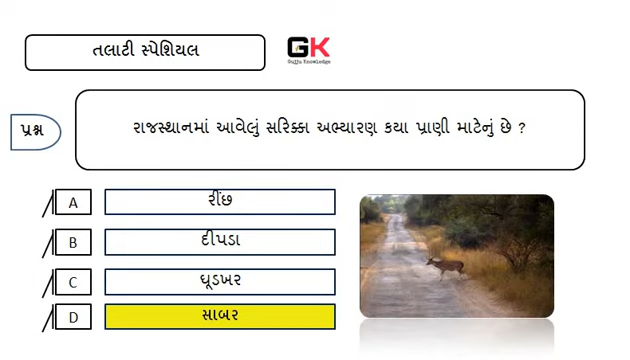 તલાટી સ્પેશિયલ
GK
Gujju Knowledge
પ્રશ્ન
રાજસ્થાનમાં આવેલું સરિક્કા અભ્યારણ કયા પ્રાણી માટેનું છે ?
A રીંછ
B દીપડા
C ઘૂડખર
D સાબર